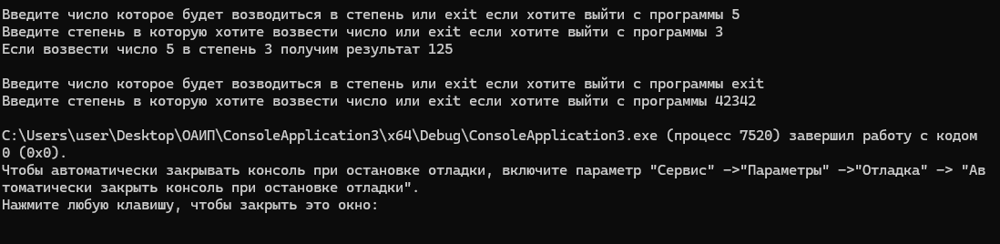 Введите число которое будет возводиться в степень или exit если хотите выйти с программы 5
Введите степень в которую хотите возвести число или exit если хотите выйти с программы 3
Если возвести число 5 в степень 3 получим результат 125
Введите число которое будет возводиться в степень или exit если хотите выйти с программы exit
Введите степень в которую хотите возвести число или exit если хотите выйти с программы 42342
C:\Users\user\Desktop\ОАИП\ConsoleApplication3\x64\Debug\ConsoleApplication3.exe (процесс 7520) завершил работу с кодом
0 (0x0).
Чтобы автоматически закрывать консоль при остановке отладки, включите параметр "Сервис" ->"Параметры" ->"Отладка" -> "Ав
томатически закрыть консоль при остановке отладки".
Нажмите любую клавишу, чтобы закрыть это окно: